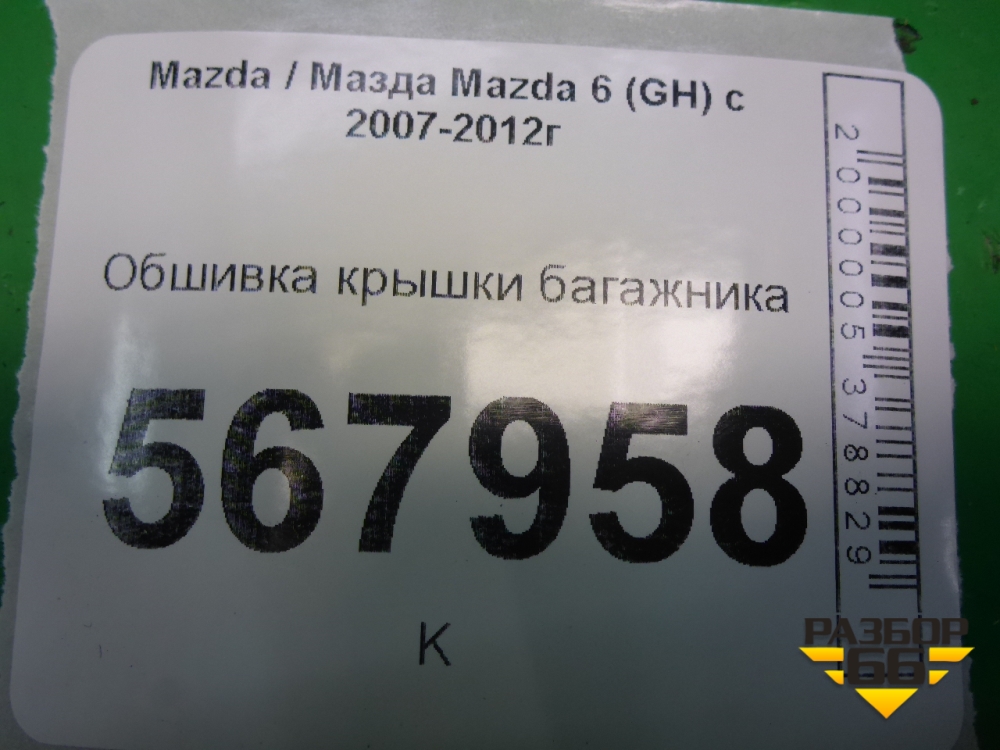 Mazda / Мазда Mazda 6 (GH) с
2007-2012г
Обшивка крышки багажника
567958
К
2000005378829
РАЗБОР
66